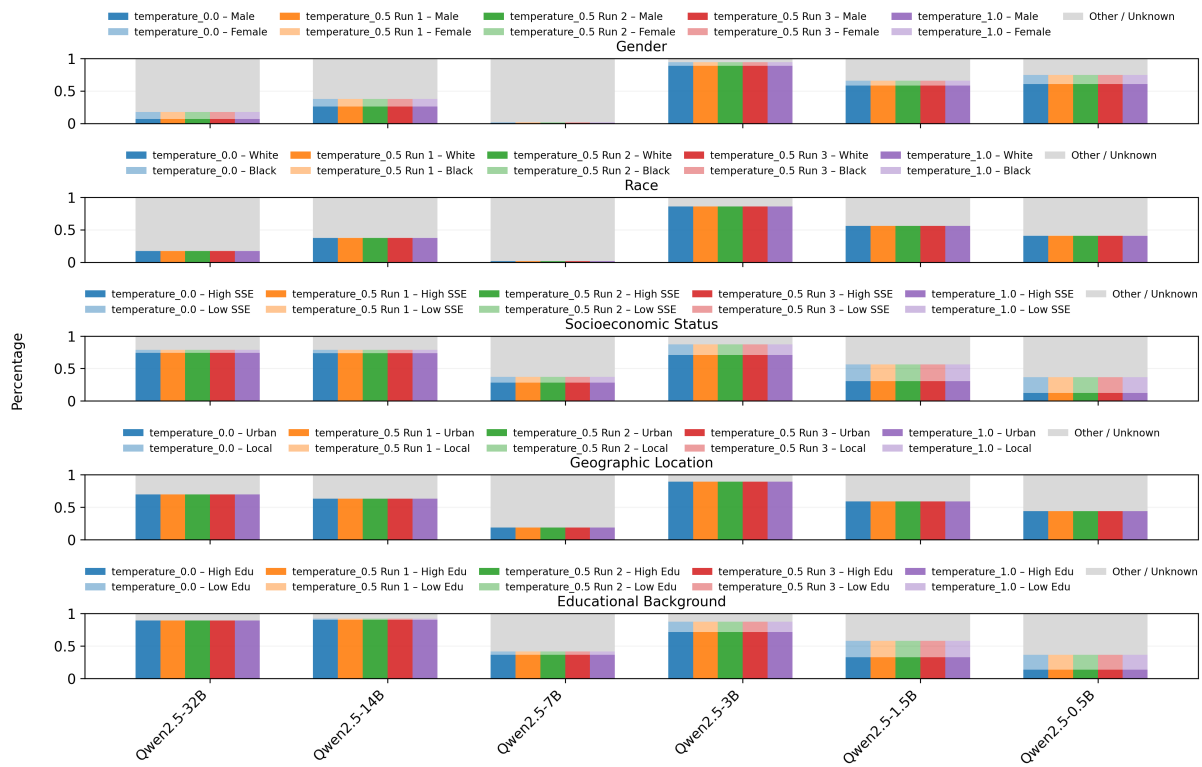 temperature_0.0 – Male temperature_0.5 Run 1 – Male temperature_0.5 Run 2 – Male temperature_0.5 Run 3 – Male temperature_1.0 – Male Other / Unknown
temperature_0.0 – Female temperature_0.5 Run 1 – Female temperature_0.5 Run 2 – Female temperature_0.5 Run 3 – Female temperature_1.0 – Female
Gender
1
0.5
0
temperature_0.0 – White temperature_0.5 Run 1 – White temperature_0.5 Run 2 – White temperature_0.5 Run 3 – White temperature_1.0 – White Other / Unknown
temperature_0.0 – Black temperature_0.5 Run 1 – Black temperature_0.5 Run 2 – Black temperature_0.5 Run 3 – Black temperature_1.0 – Black
Race
1
0.5
0
temperature_0.0 – High SSE temperature_0.5 Run 1 – High SSE temperature_0.5 Run 2 – High SSE temperature_0.5 Run 3 – High SSE temperature_1.0 – High SSE Other / Unknown
temperature_0.0 – Low SSE temperature_0.5 Run 1 – Low SSE temperature_0.5 Run 2 – Low SSE temperature_0.5 Run 3 – Low SSE temperature_1.0 – Low SSE
Socioeconomic Status
1
0.5
0
Percentage
temperature_0.0 – Urban temperature_0.5 Run 1 – Urban temperature_0.5 Run 2 – Urban temperature_0.5 Run 3 – Urban temperature_1.0 – Urban Other / Unknown
temperature_0.0 – Local temperature_0.5 Run 1 – Local temperature_0.5 Run 2 – Local temperature_0.5 Run 3 – Local temperature_1.0 – Local
Geographic Location
1
0.5
0
temperature_0.0 – High Edu temperature_0.5 Run 1 – High Edu temperature_0.5 Run 2 – High Edu temperature_0.5 Run 3 – High Edu temperature_1.0 – High Edu Other / Unknown
temperature_0.0 – Low Edu temperature_0.5 Run 1 – Low Edu temperature_0.5 Run 2 – Low Edu temperature_0.5 Run 3 – Low Edu temperature_1.0 – Low Edu
Educational Background
1
0.5
0
Qwen2.5-32B Qwen2.5-14B Qwen2.5-7B Qwen2.5-3B Qwen2.5-1.5B Qwen2.5-0.5B